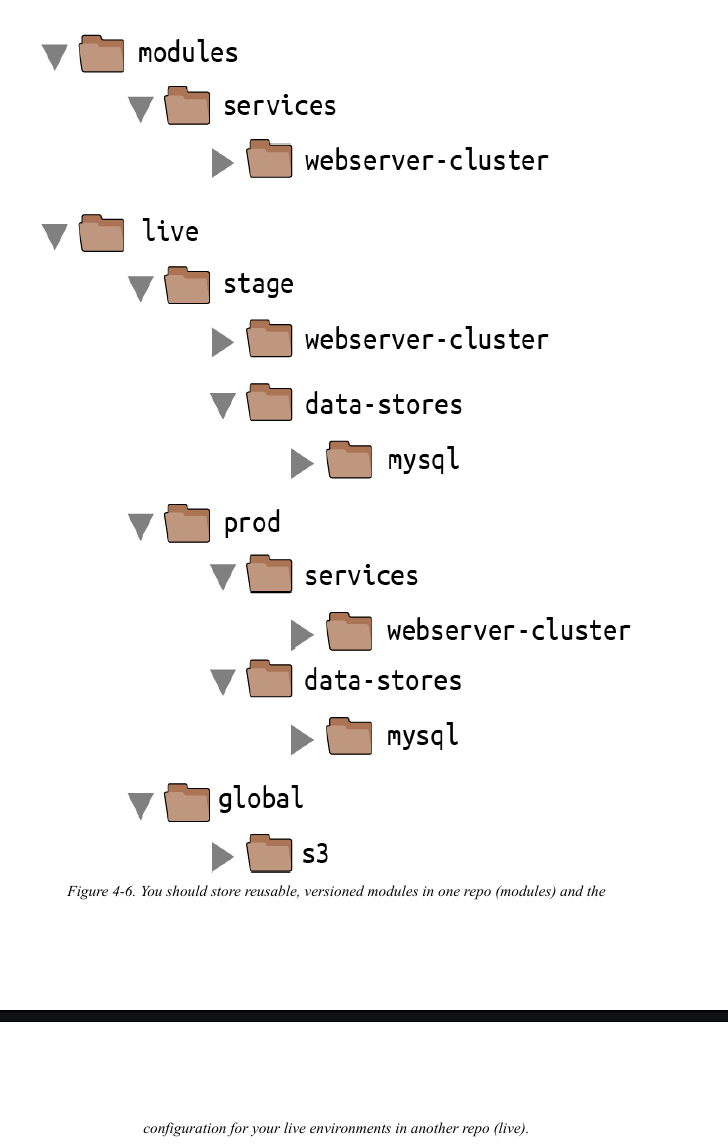 modules
services
webserver-cluster
live
stage
webserver-cluster
data-stores
mysql
prod
services
webserver-cluster
data-stores
mysql
global
s3
Figure 4-6. You should store reusable, versioned modules in one repo (modules) and the
configuration for your live environments in another repo (live).